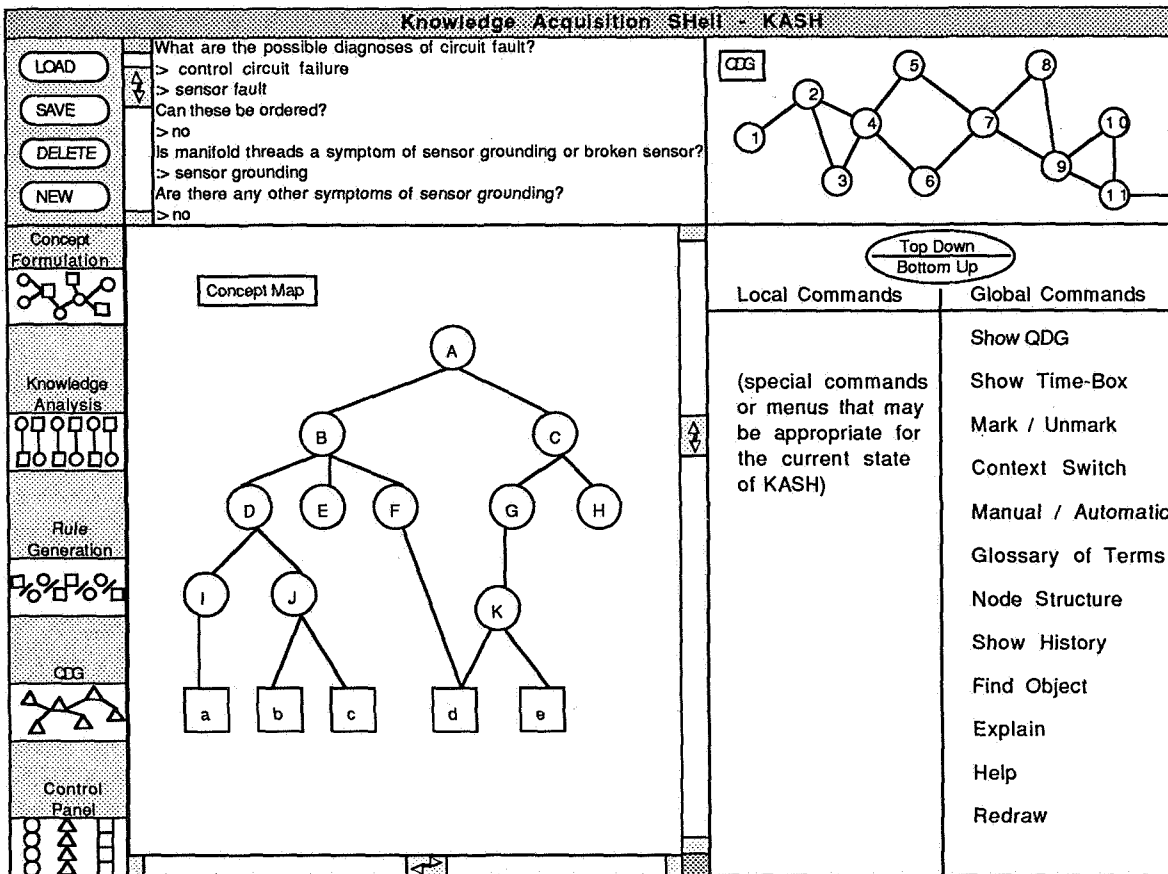 Knowledge Acquisition SHell - KASH
LOAD
SAVE
DELETE
NEW
What are the possible diagnoses of circuit fault?
> control circuit failure
> sensor fault
Can these be ordered?
> no
Is manifold threads a symptom of sensor grounding or broken sensor?
> sensor grounding
Are there any other symptoms of sensor grounding?
> no
QDG
1
2
3
4
5
6
7
8
9
10
11
Concept
Formulation
Knowledge
Analysis
Rule
Generation
QDG
Control
Panel
Concept Map
A
B
C
D
E
F
G
H
I
J
K
a
b
c
d
e
Top Down
Bottom Up
Local Commands
(special commands
or menus that may
be appropriate for
the current state
of KASH)
Global Commands
Show QDG
Show Time-Box
Mark / Unmark
Context Switch
Manual / Automatic
Glossary of Terms
Node Structure
Show History
Find Object
Explain
Help
Redraw